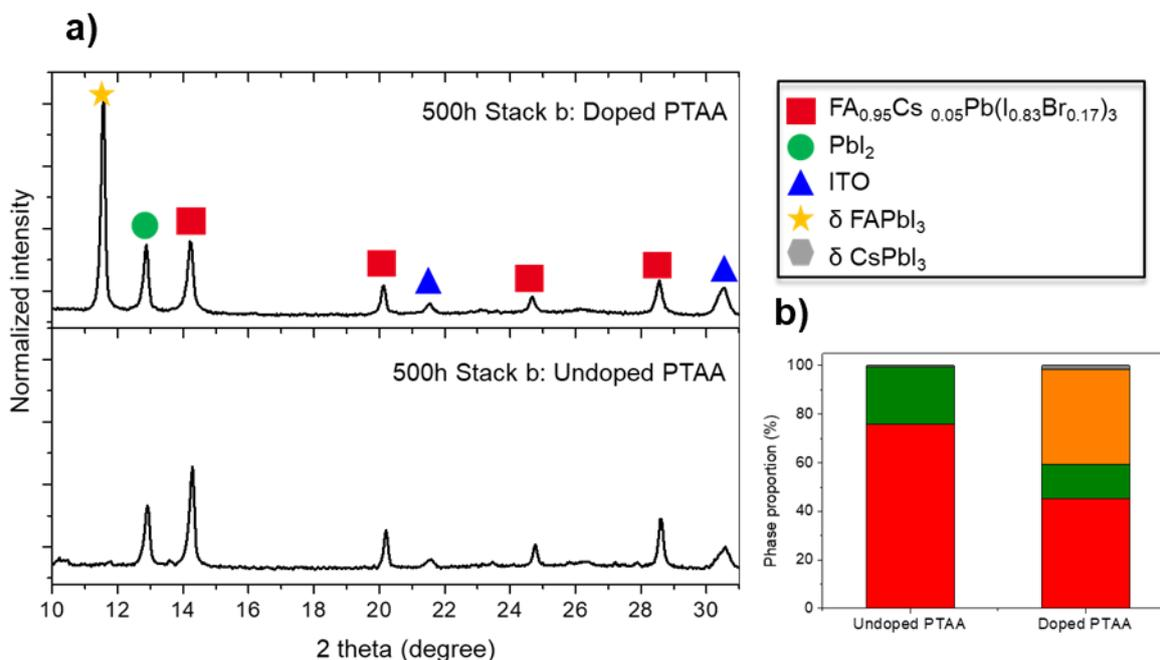 a)
500h Stack b: Doped PTAA
500h Stack b: Undoped PTAA
Normalized intensity
10 12 14 16 18 20 22 24 26 28 30
2 theta (degree)
FA0.95Cs 0.05Pb(I0.83Br0.17)3
PbI2
ITO
δ FAPbI3
δ CsPbI3
b)
Phase proportion (%)
100
80
60
40
20
0
Undoped PTAA Doped PTAA